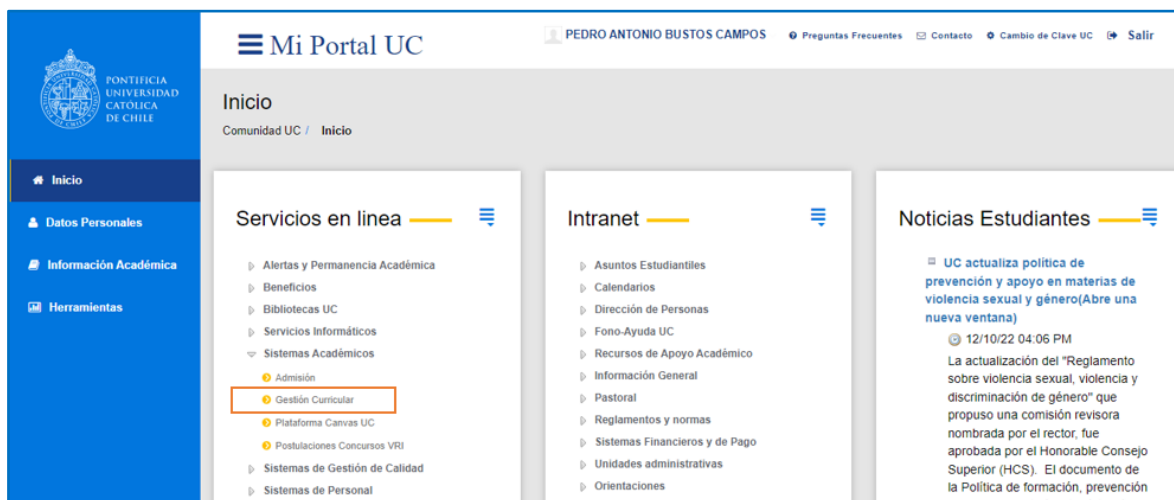 PONTIFICIA
UNIVERSIDAD
CATÓLICA
DE CHILE
Mi Portal UC
PEDRO ANTONIO BUSTOS CAMPOS Preguntas Frecuentes Contacto Cambio de Clave UC Salir
Inicio
Comunidad UC / Inicio
Inicio
Datos Personales
Información Académica
Herramientas
Servicios en linea
Alertas y Permanencia Académica
Beneficios
Bibliotecas UC
Servicios Informáticos
Sistemas Académicos
Admisión
Gestión Curricular
Plataforma Canvas UC
Postulaciones Concursos VRI
Sistemas de Gestión de Calidad
Sistemas de Personal
Intranet
Asuntos Estudiantiles
Calendarios
Dirección de Personas
Fono-Ayuda UC
Recursos de Apoyo Académico
Información General
Pastoral
Reglamentos y normas
Sistemas Financieros y de Pago
Unidades administrativas
Orientaciones
Noticias Estudiantes
UC actualiza política de
prevención y apoyo en materias de
violencia sexual y género(Abre una
nueva ventana)
12/10/22 04:06 PM
La actualización del "Reglamento
sobre violencia sexual, violencia y
discriminación de género" que
propuso una comisión revisora
nombrada por el rector, fue
aprobada por el Honorable Consejo
Superior (HCS). El documento de
la Política de formación, prevención